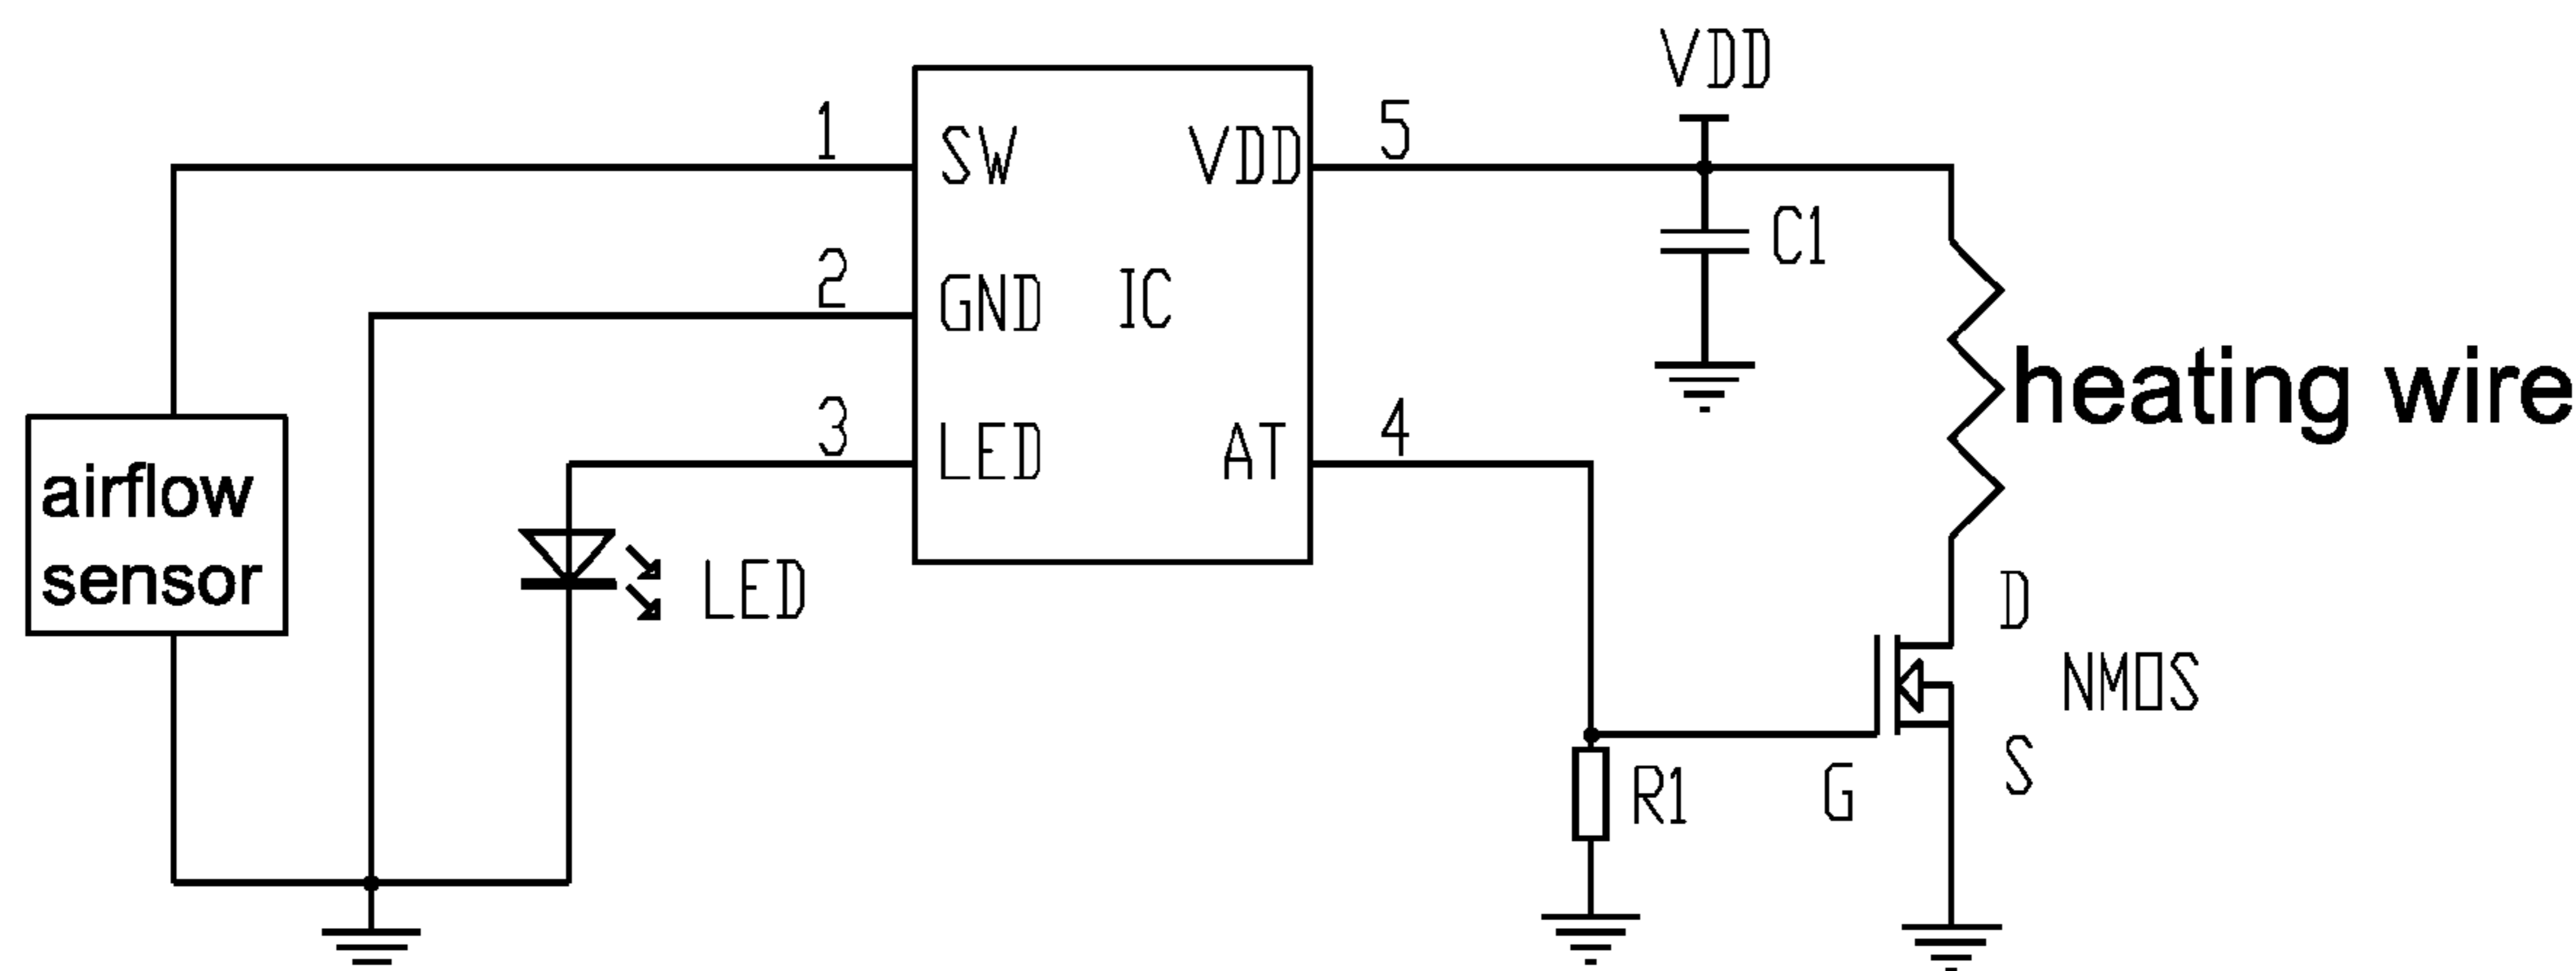 VDD
1
SW
VDD
5
C1
2
GND
IC
heating wire
3
LED
AT
4
airflow
sensor
LED
D
NMOS
S
R1
G